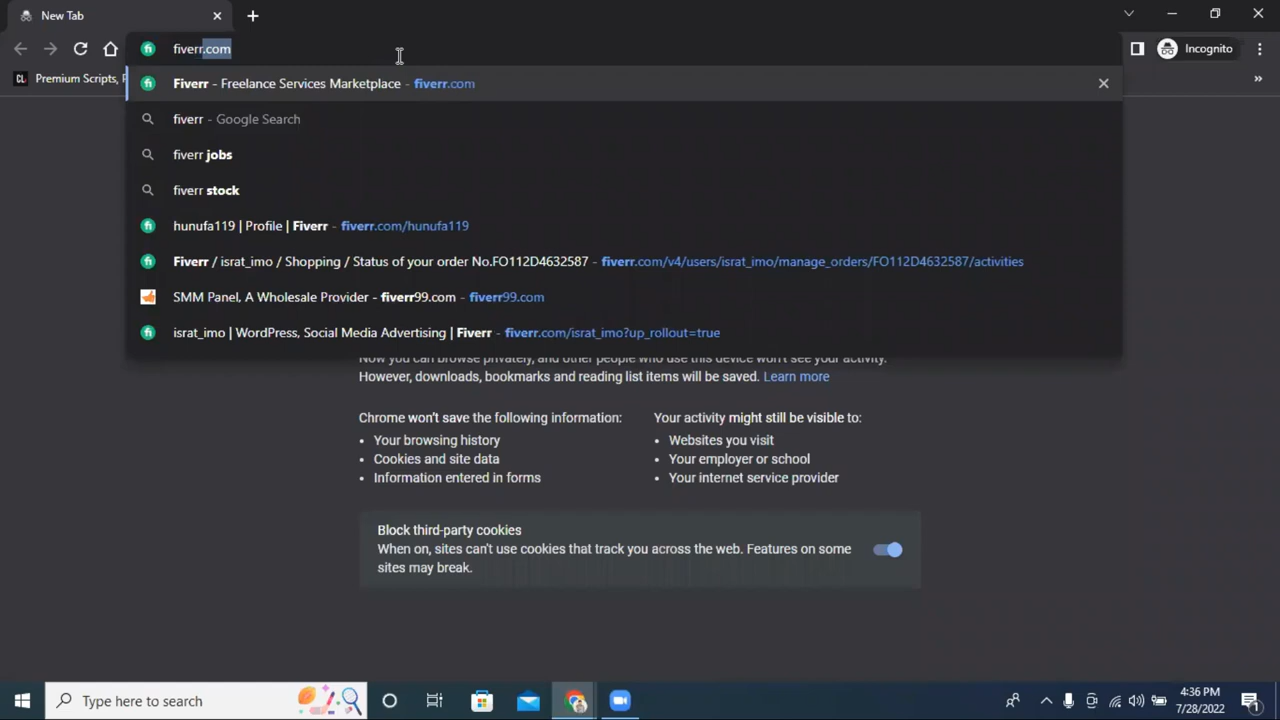 New Tab
fiverr.com
Incognito
CL Premium Scripts, P
»
Fiverr - Freelance Services Marketplace - fiverr.com
fiverr - Google Search
fiverr jobs
fiverr stock
hunufa119 | Profile | Fiverr - fiverr.com/hunufa119
Fiverr / israt_imo / Shopping / Status of your order No.FO112D4632587 - fiverr.com/v4/users/israt_imo/manage_orders/FO112D4632587/activities
SMM Panel, A Wholesale Provider - fiverr99.com - fiverr99.com
israt_imo | WordPress, Social Media Advertising | Fiverr - fiverr.com/israt_imo?up_rollout=true
Now you can browse privately, and other people who use this device won't see your activity.
However, downloads, bookmarks and reading list items will be saved. Learn more
Chrome won't save the following information:
• Your browsing history
• Cookies and site data
• Information entered in forms
Your activity might still be visible to:
• Websites you visit
• Your employer or school
• Your internet service provider
Block third-party cookies
When on, sites can't use cookies that track you across the web. Features on some
sites may break.
Type here to search
4:36 PM
7/28/2022
1